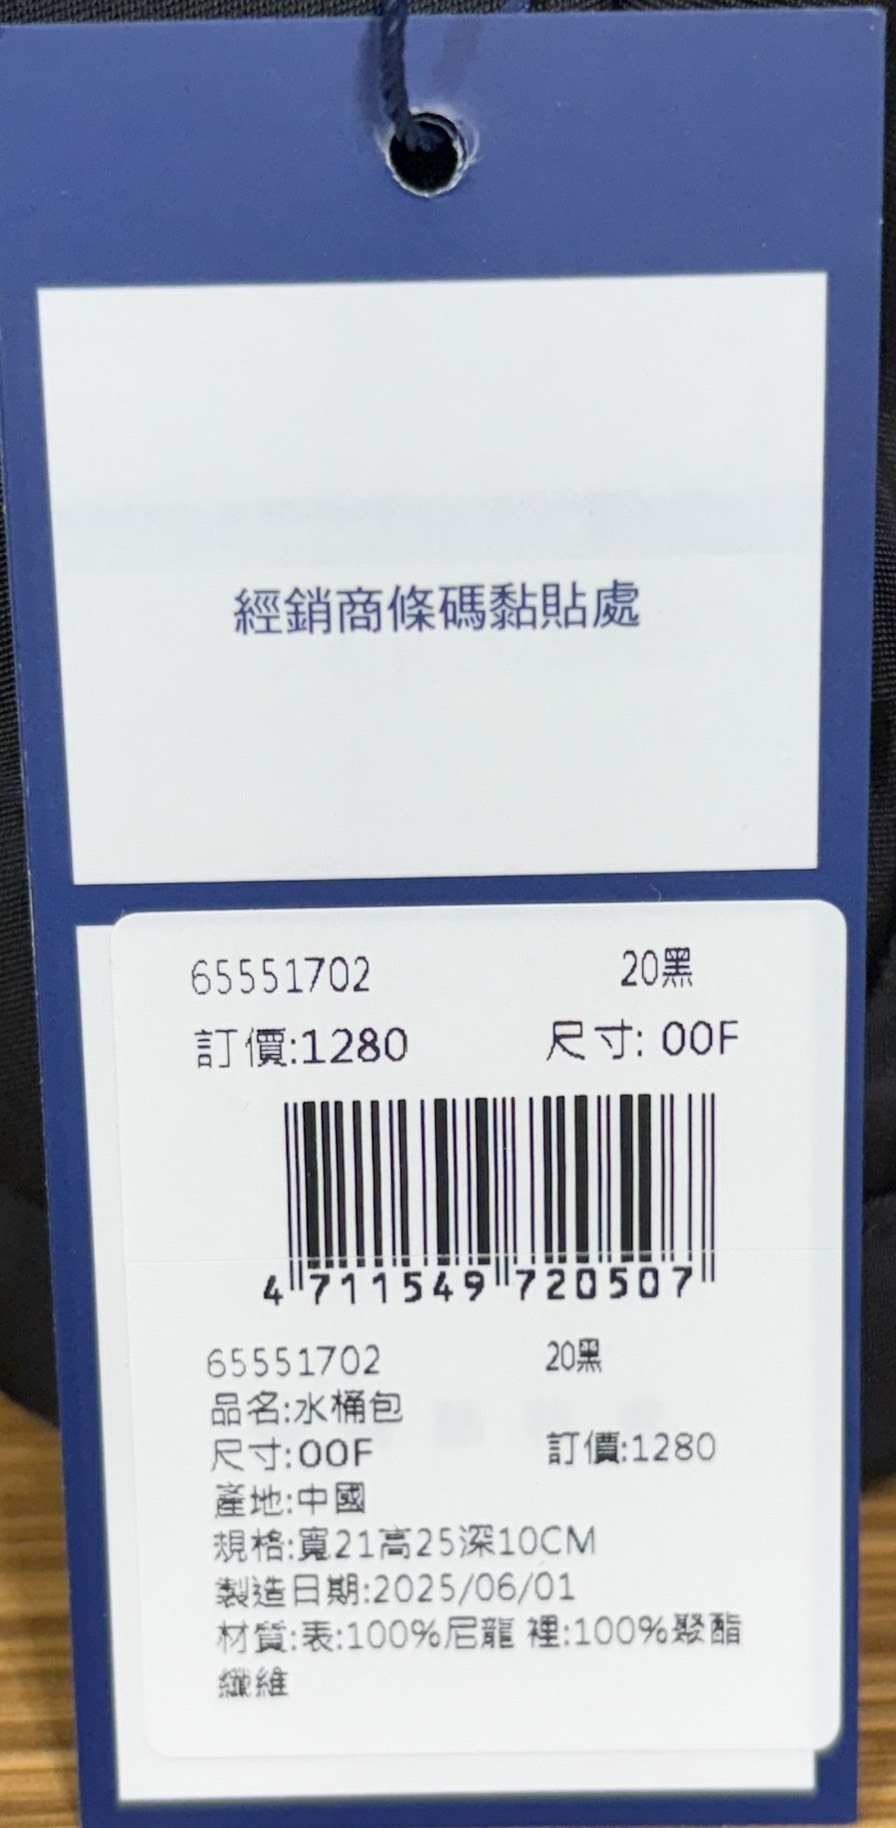 經銷商條碼黏貼處
65551702 20黑
訂價:1280 尺寸: 00F
4 711549 720507
65551702 20黑
品名:水桶包
尺寸:00F 訂價:1280
產地:中國
規格:寬21高25深10CM
製造日期:2025/06/01
材質:表:100%尼龍 裡:100%聚酯
纖維